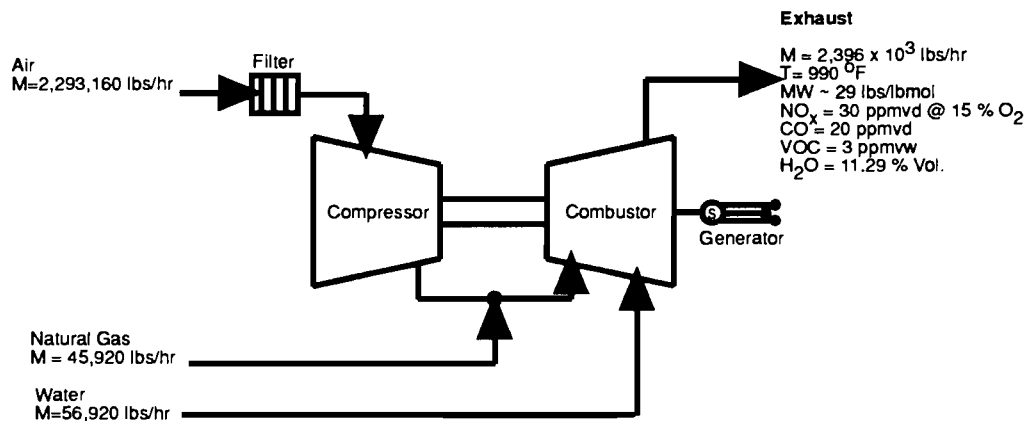 Exhaust
M = 2,396 x 10³ lbs/hr
T= 990 °F
MW ~ 29 lbs/lbmol
NOx = 30 ppmvd @ 15 % O2
CO = 20 ppmvd
VOC = 3 ppmvw
H2O = 11.29 % Vol.
Air
M=2,293,160 lbs/hr
Filter
Compressor
Combustor
S
Generator
Natural Gas
M = 45,920 lbs/hr
Water
M=56,920 lbs/hr